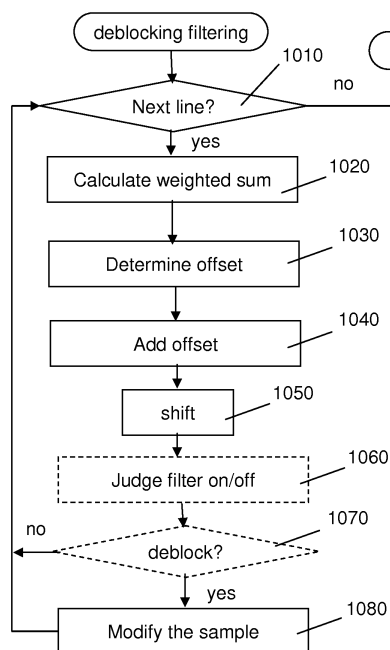 deblocking filtering
1010
Next line?
no
yes
Calculate weighted sum
1020
Determine offset
1030
Add offset
1040
shift
1050
Judge filter on/off
1060
deblock?
1070
no
yes
Modify the sample
1080